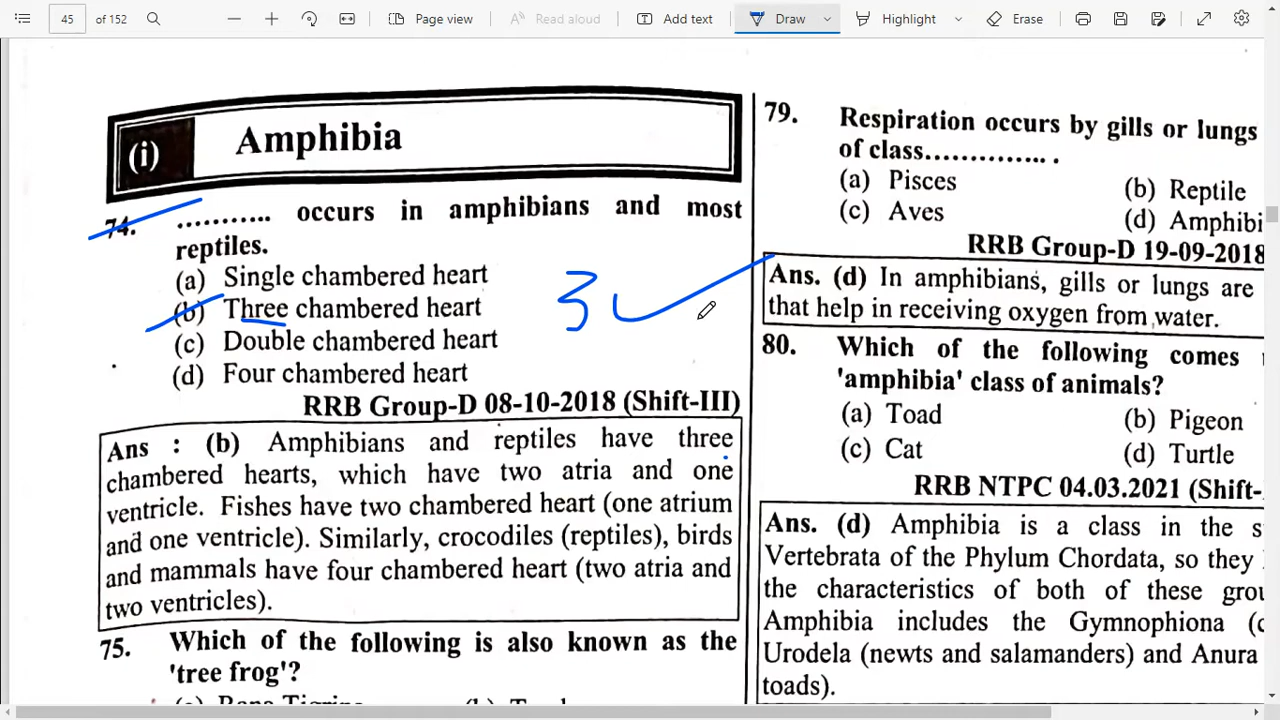 45 of 152
Page view
Read aloud
Add text
Draw
Highlight
Erase
(i) Amphibia
74. ........... occurs in amphibians and most
reptiles.
(a) Single chambered heart
(b) Three chambered heart
(c) Double chambered heart
(d) Four chambered heart
3
RRB Group-D 08-10-2018 (Shift-III)
Ans : (b) Amphibians and reptiles have three
chambered hearts, which have two atria and one
ventricle. Fishes have two chambered heart (one atrium
and one ventricle). Similarly, crocodiles (reptiles), birds
and mammals have four chambered heart (two atria and
two ventricles).
75. Which of the following is also known as the
'tree frog'?
79. Respiration occurs by gills or lungs
of class............... .
(a) Pisces (b) Reptile
(c) Aves (d) Amphibi
RRB Group-D 19-09-2018
Ans. (d) In amphibians, gills or lungs are
that help in receiving oxygen from water.
80. Which of the following comes
'amphibia' class of animals?
(a) Toad (b) Pigeon
(c) Cat (d) Turtle
RRB NTPC 04.03.2021 (Shift-
Ans. (d) Amphibia is a class in the s
Vertebrata of the Phylum Chordata, so they
the characteristics of both of these grou
Amphibia includes the Gymnophiona (
Urodela (newts and salamanders) and Anura
toads).